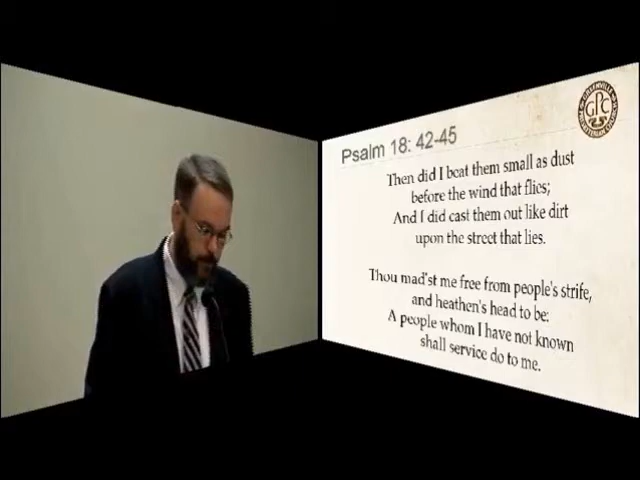 Psalm 18: 42-45
GPC
Then did I beat them small as dust
before the wind that flies;
And I did cast them out like dirt
upon the street that lies.
Thou mad'st me free from people's strife,
and heathen's head to be:
A people whom I have not known
shall service do to me.